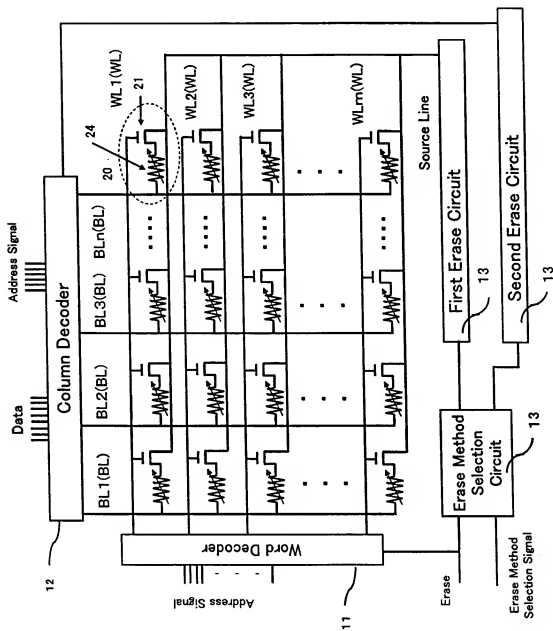 Data
Address Signal
12
Column Decoder
BL1(BL)
BL2(BL)
BL3(BL)
BLn(BL)
20
24
21
WL1(WL)
WL2(WL)
WL3(WL)
WLm(WL)
Word Decoder
Address Signal
11
Source Line
First Erase Circuit
13
Second Erase Circuit
13
Erase Method
Selection
Circuit
13
Erase
Erase Method
Selection Signal